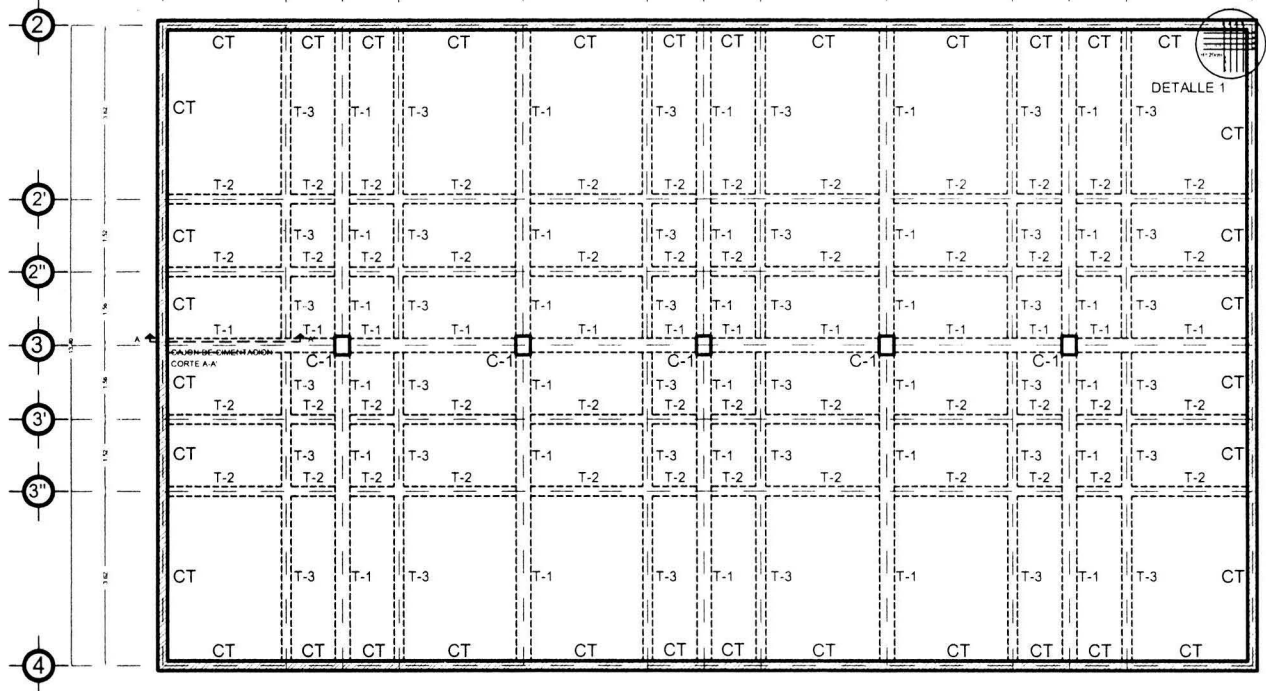 2
CT CT CT CT CT CT CT CT CT CT CT CT
DETALLE 1
CT T-3 T-1 T-3 T-1 T-3 T-1 T-3 T-1 T-3 T-1 T-3 CT
T-2 T-2 T-2 T-2 T-2 T-2 T-2 T-2 T-2 T-2 T-2 T-2
2'
CT T-3 T-1 T-3 T-1 T-3 T-1 T-3 T-1 T-3 T-1 T-3 CT
T-2 T-2 T-2 T-2 T-2 T-2 T-2 T-2 T-2 T-2 T-2 T-2
2''
CT T-3 T-1 T-3 T-1 T-3 T-1 T-3 T-1 T-3 T-1 T-3 CT
T-1 T-1 T-1 T-1 T-1 T-1 T-1 T-1 T-1 T-1 T-1 T-1
3
A A'
CAJON DE CIMENTACION
CORTE A-A'
C-1 C-1 C-1 C-1 C-1
CT T-3 T-1 T-3 T-1 T-3 T-1 T-3 T-1 T-3 T-1 T-3 CT
T-2 T-2 T-2 T-2 T-2 T-2 T-2 T-2 T-2 T-2 T-2 T-2
3'
CT T-3 T-1 T-3 T-1 T-3 T-1 T-3 T-1 T-3 T-1 T-3 CT
T-2 T-2 T-2 T-2 T-2 T-2 T-2 T-2 T-2 T-2 T-2 T-2
3''
CT T-3 T-1 T-3 T-1 T-3 T-1 T-3 T-1 T-3 T-1 T-3 CT
CT CT CT CT CT CT CT CT CT CT CT CT
4